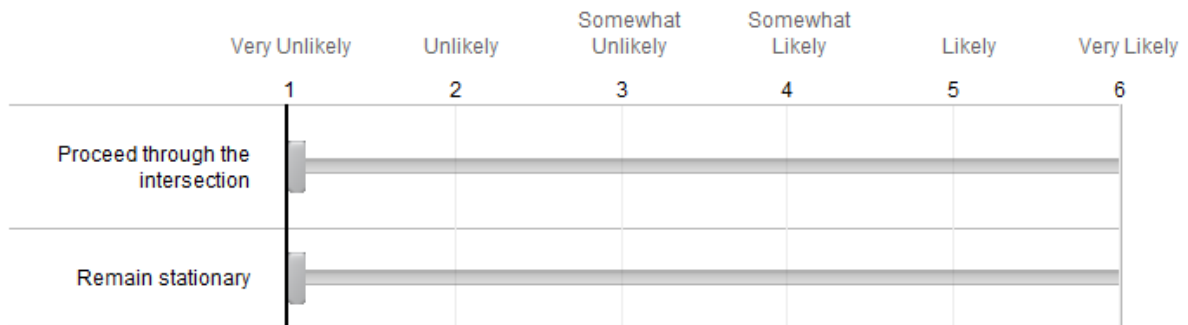 Very Unlikely
Unlikely
Somewhat
Unlikely
Somewhat
Likely
Likely
Very Likely
1 2 3 4 5 6
Proceed through the
intersection
Remain stationary